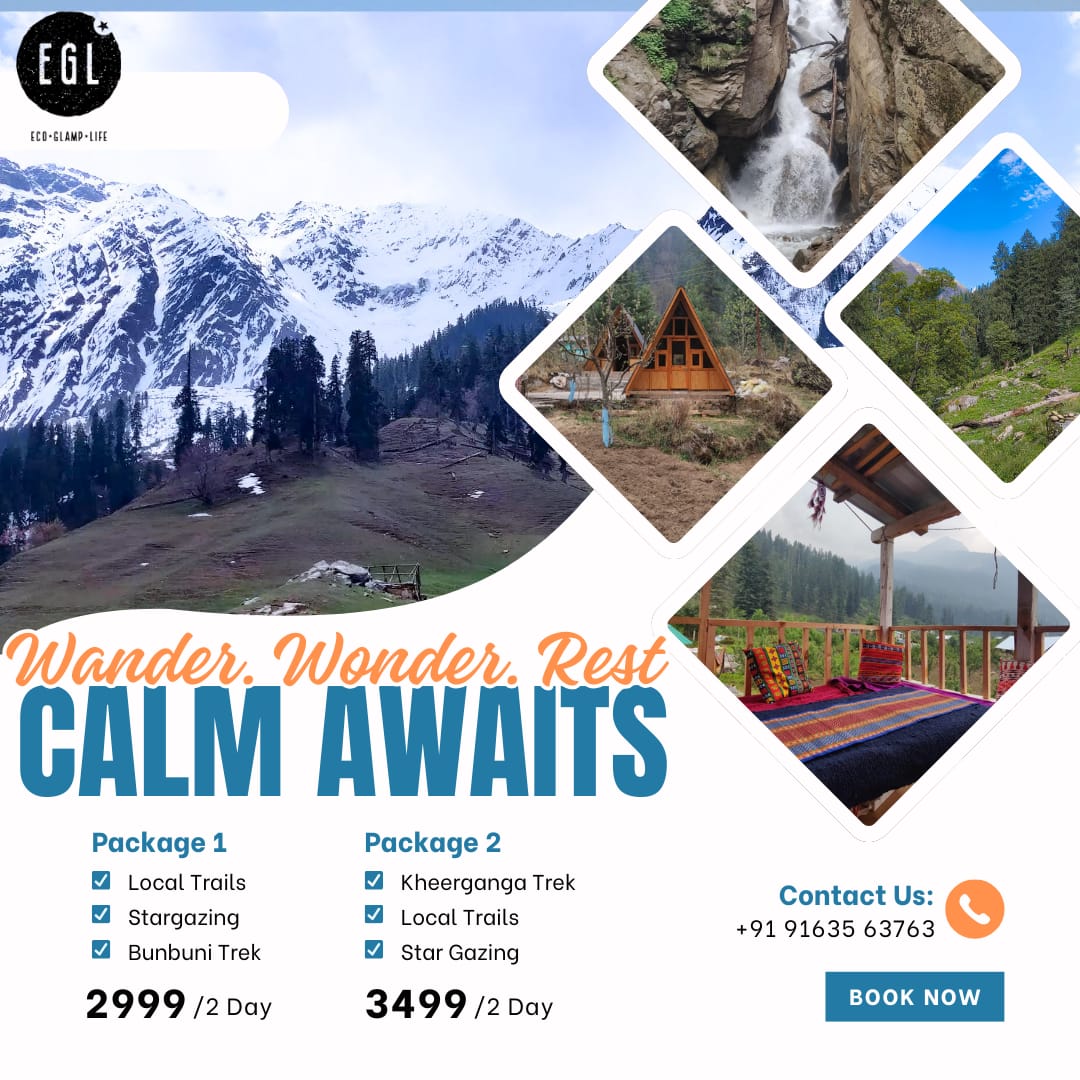 EGL
ECO•GLAMP•LIFE
Wander. Wonder. Rest
CALM AWAITS
Package 1
Local Trails
Stargazing
Bunbuni Trek
2999 /2 Day
Package 2
Kheerganga Trek
Local Trails
Star Gazing
3499 /2 Day
Contact Us:
+91 91635 63763
BOOK NOW